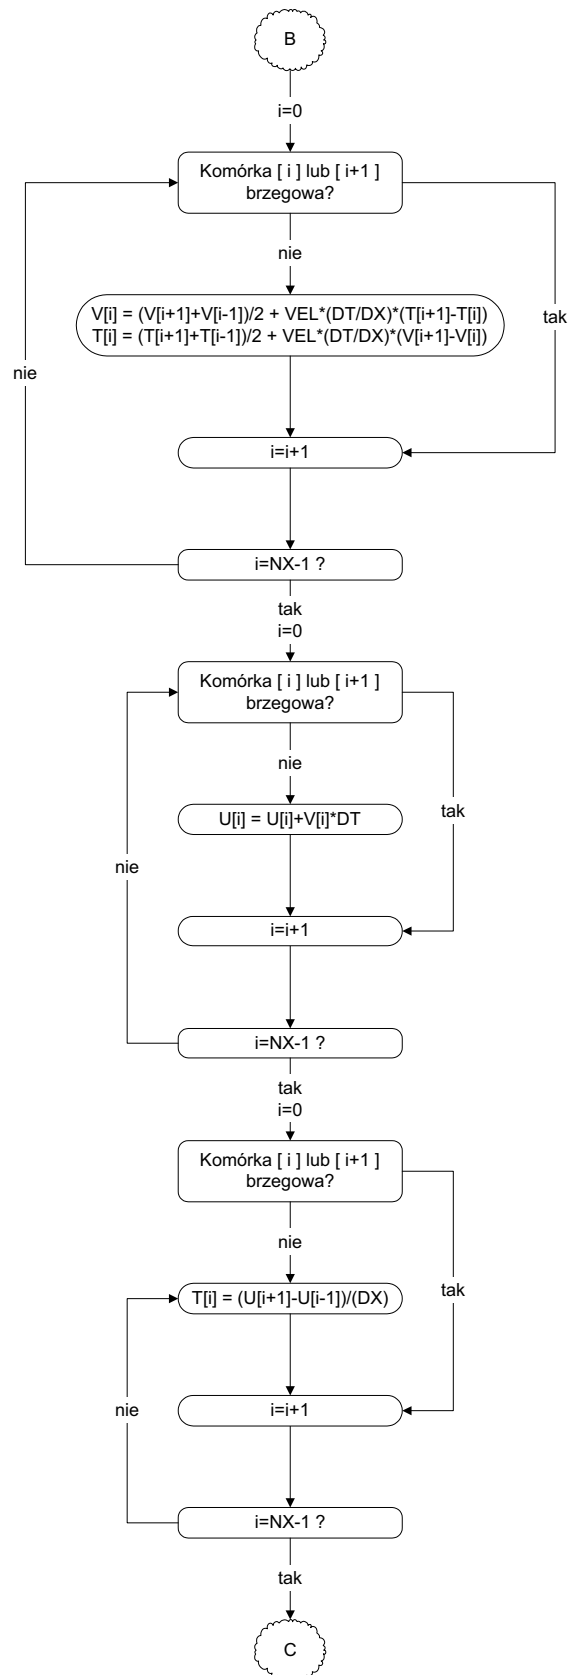 B
i=0
Komórka [ i ] lub [ i+1 ]
brzegowa?
nie
V[i] = (V[i+1]+V[i-1])/2 + VEL*(DT/DX)*(T[i+1]-T[i])
T[i] = (T[i+1]+T[i-1])/2 + VEL*(DT/DX)*(V[i+1]-V[i])
tak
nie
i=i+1
i=NX-1 ?
tak
i=0
Komórka [ i ] lub [ i+1 ]
brzegowa?
nie
U[i] = U[i]+V[i]*DT
tak
nie
i=i+1
i=NX-1 ?
tak
i=0
Komórka [ i ] lub [ i+1 ]
brzegowa?
nie
T[i] = (U[i+1]-U[i-1])/(DX)
tak
nie
i=i+1
i=NX-1 ?
tak
C